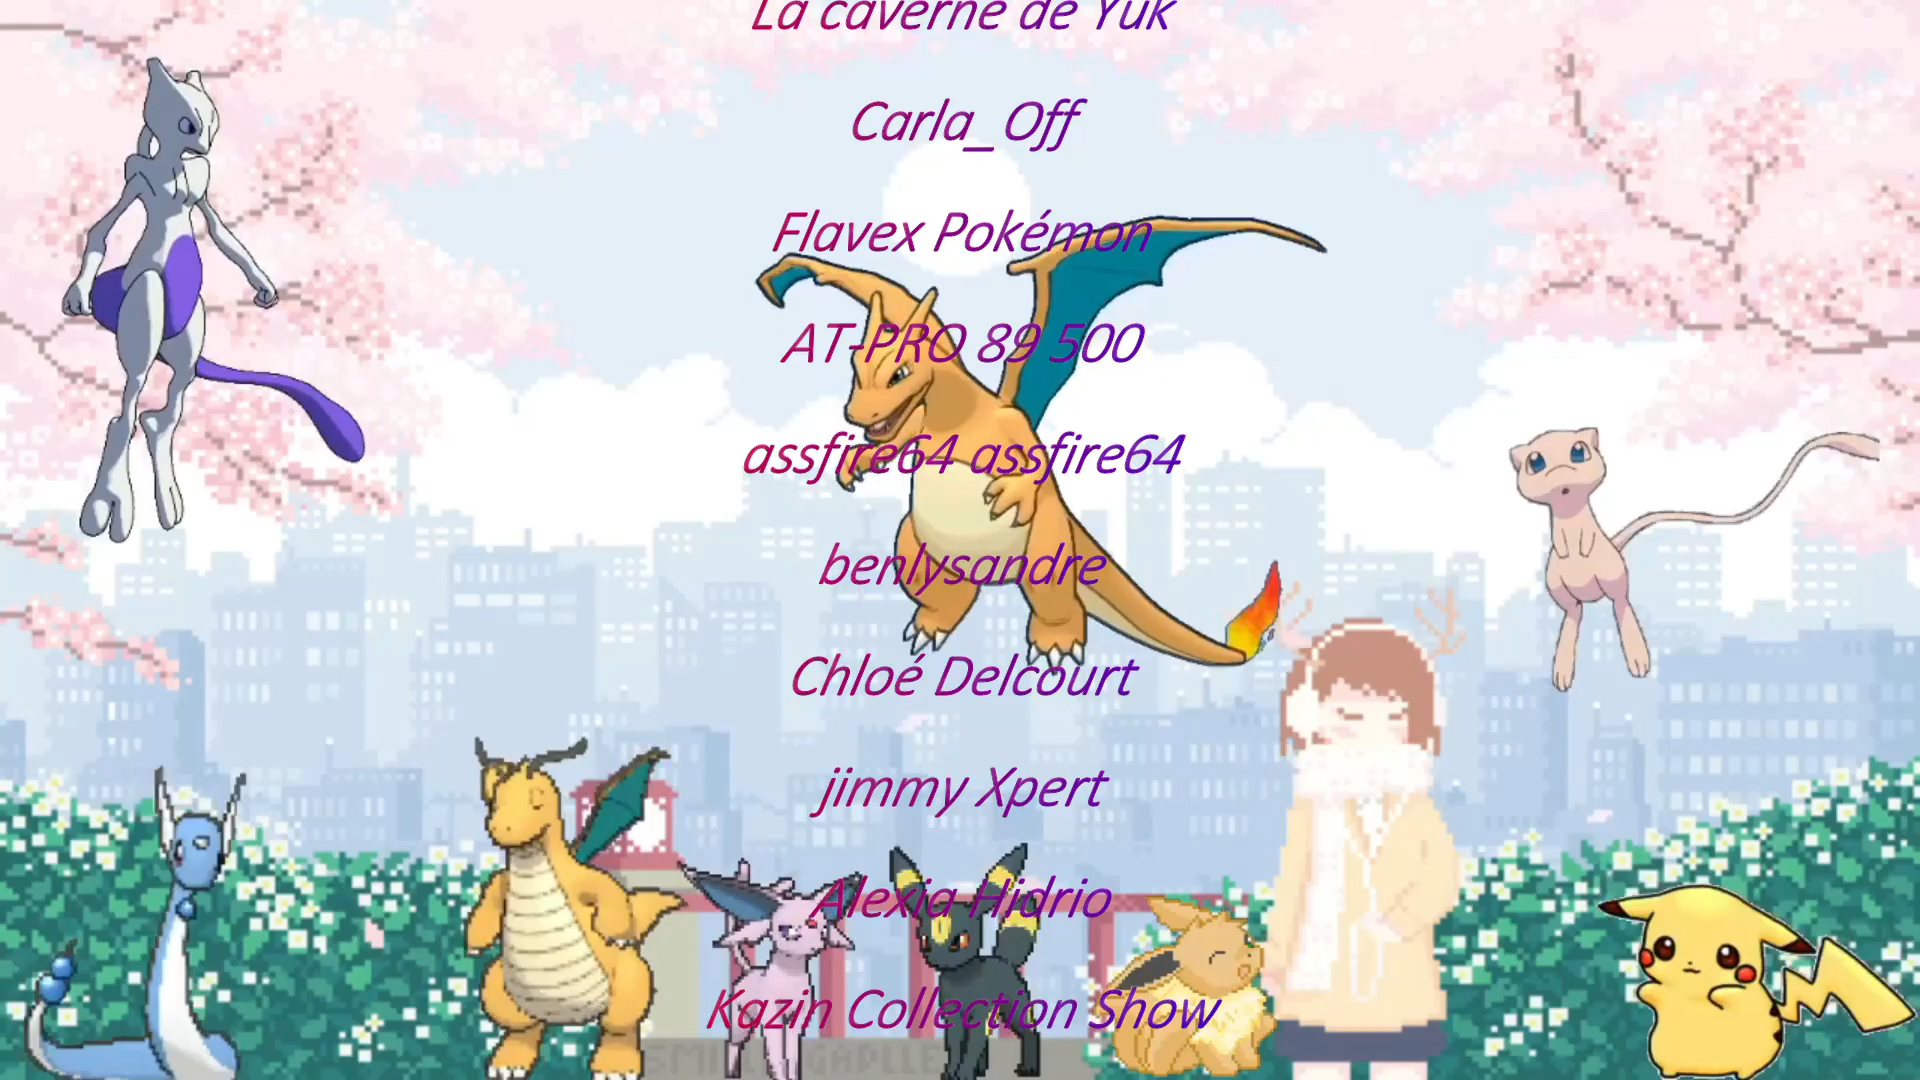 La caverne de Yuk
Carla_Off
Flavex Pokémon
AT-PRO 89 500
assfire64 assfire64
benlysandre
Chloé Delcourt
jimmy Xpert
Alexia Hidrio
Kazin Collection Show